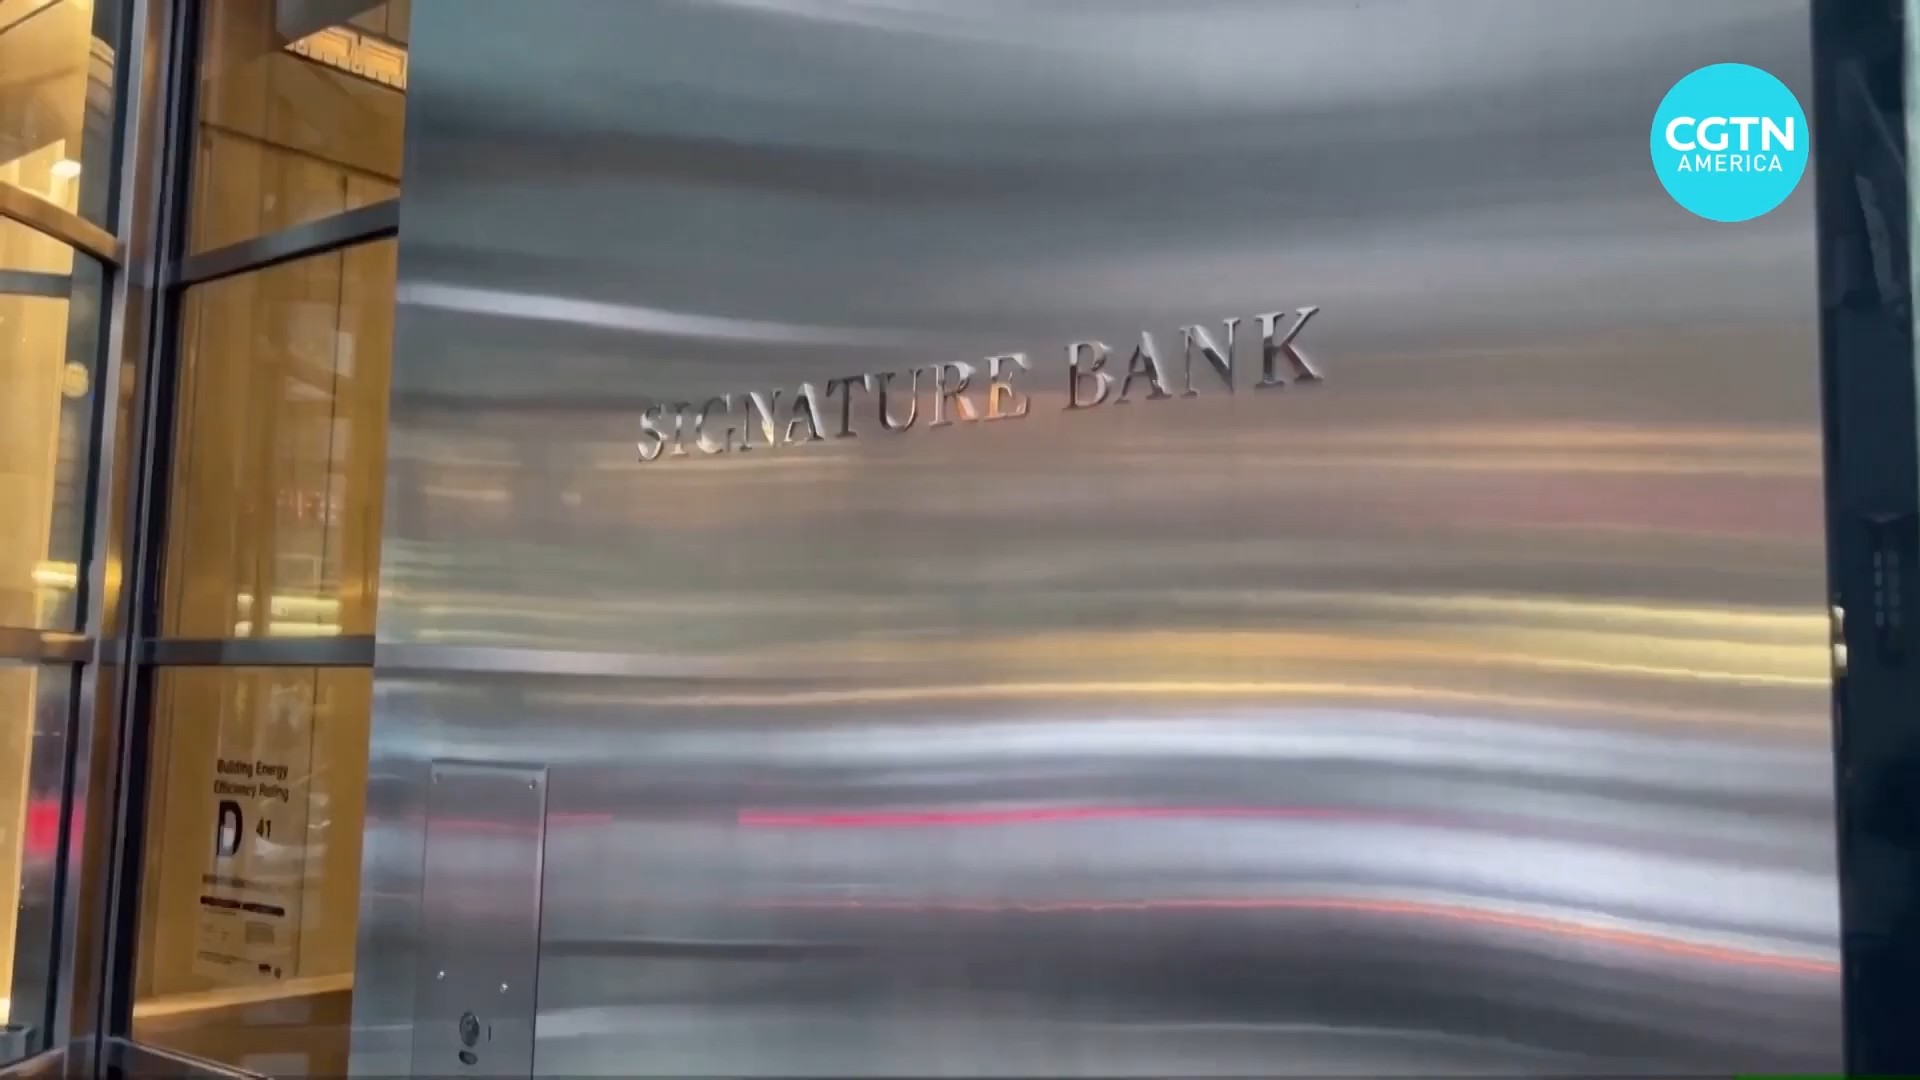 CGTN
AMERICA
SIGNATURE BANK
Building Energy
Efficiency Rating
D 41